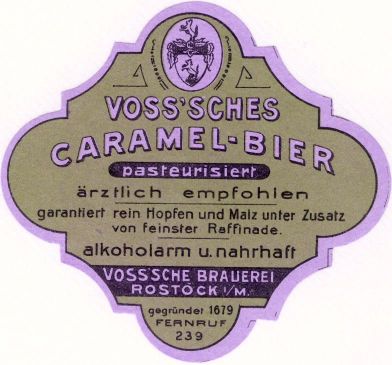 VOSS'SCHES
CARAMEL-BIER
pasteurisiert
ärztlich empfohlen
garantiert rein Hopfen und Malz unter Zusatz
von feinster Raffinade.
alkoholarm u. nahrhaft
VOSS'SCHE BRAUEREI
ROSTOCK i/M.
gegründet 1679
FERNRUF
239